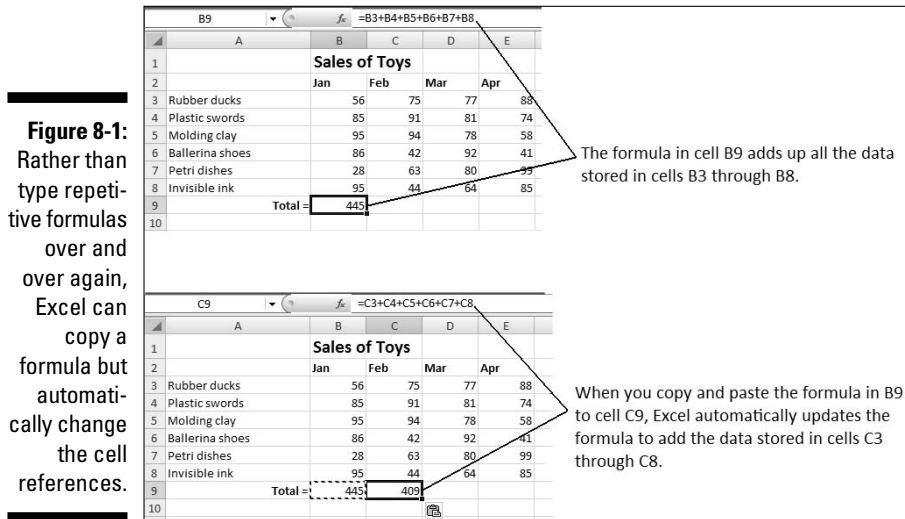 Figure 8-1:
Rather than
type repeti-
tive formulas
over and
over again,
Excel can
copy a
formula but
automati-
cally change
the cell
references.
B9 fx =B3+B4+B5+B6+B7+B8
A B C D E
1 Sales of Toys
2 Jan Feb Mar Apr
3 Rubber ducks 56 75 77 88
4 Plastic swords 85 91 81 74
5 Molding clay 95 94 78 58
6 Ballerina shoes 86 42 92 41
7 Petri dishes 28 63 80 99
8 Invisible ink 95 44 64 85
9 Total = 445
10
The formula in cell B9 adds up all the data
stored in cells B3 through B8.
C9 fx =C3+C4+C5+C6+C7+C8
A B C D E
1 Sales of Toys
2 Jan Feb Mar Apr
3 Rubber ducks 56 75 77 88
4 Plastic swords 85 91 81 74
5 Molding clay 95 94 78 58
6 Ballerina shoes 86 42 92 41
7 Petri dishes 28 63 80 99
8 Invisible ink 95 44 64 85
9 Total = 445 409
10
When you copy and paste the formula in B9
to cell C9, Excel automatically updates the
formula to add the data stored in cells C3
through C8.